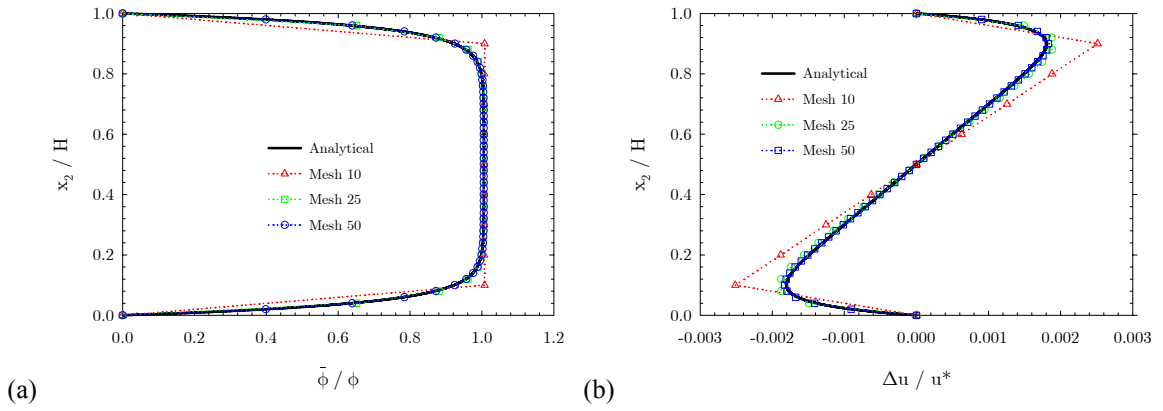 1.0
0.8
0.6
0.4
0.2
0.0
x₂ / H
Analytical
Mesh 10
Mesh 25
Mesh 50
0.0 0.2 0.4 0.6 0.8 1.0 1.2
ϕ̄ / ϕ
(a)
1.0
0.8
0.6
0.4
0.2
0.0
x₂ / H
Analytical
Mesh 10
Mesh 25
Mesh 50
-0.003 -0.002 -0.001 0.000 0.001 0.002 0.003
Δu / u*
(b)